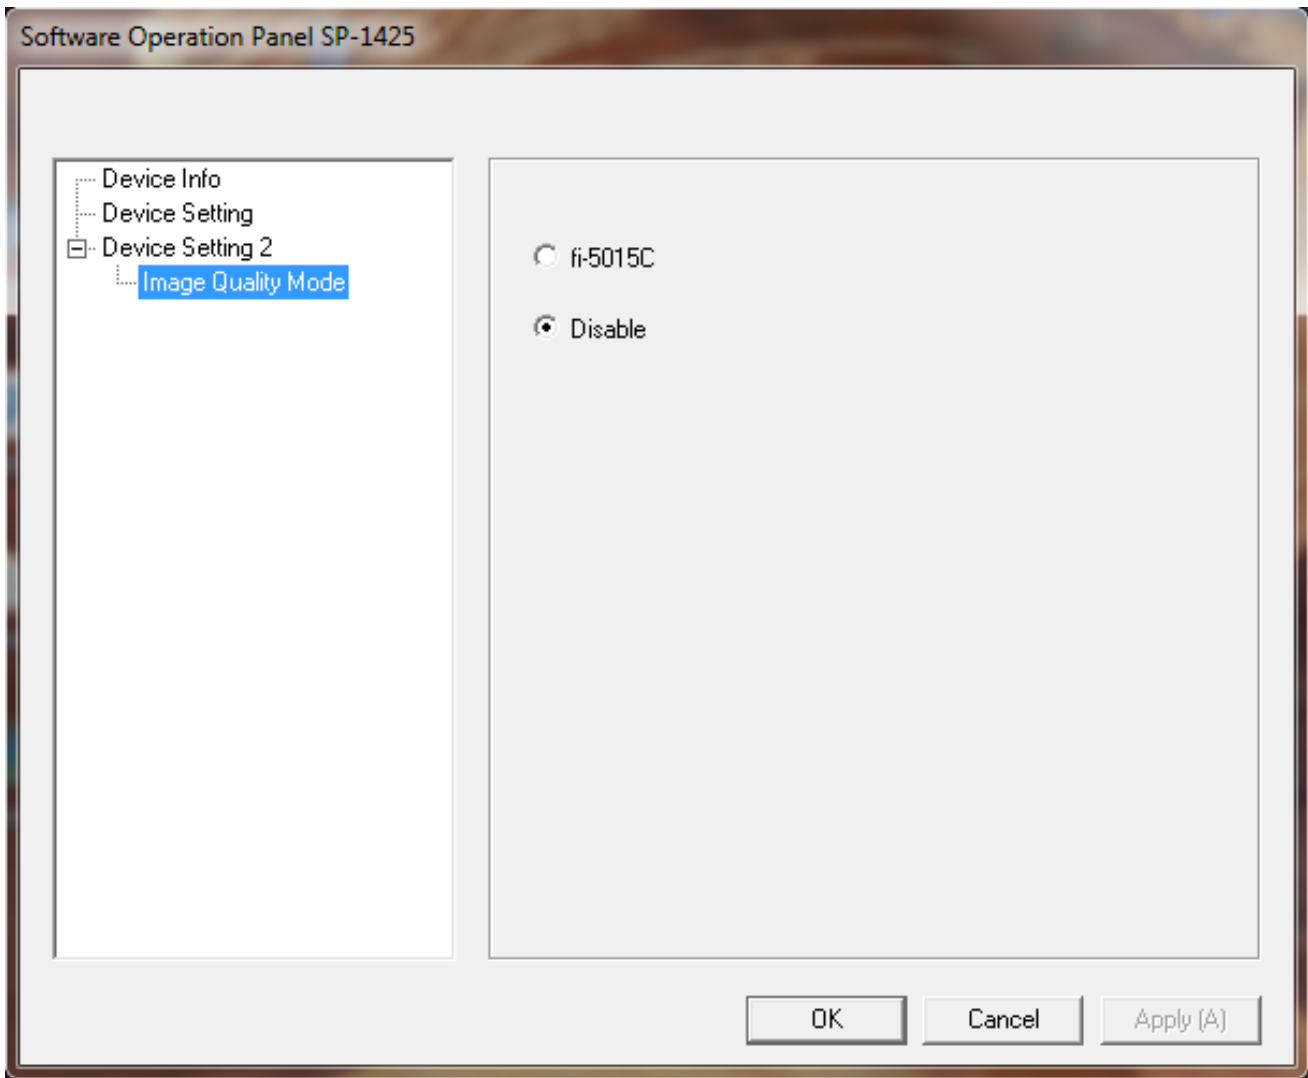 Software Operation Panel SP-1425
Device Info
Device Setting
Device Setting 2
Image Quality Mode
fi-5015C
Disable
OK
Cancel
Apply (A)